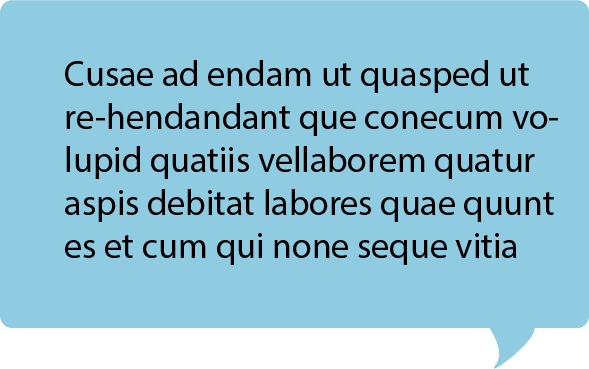 Cusae ad endam ut quasped ut
re-hendandant que conecum vo-
lupid quatiis vellaborem quatur
aspis debitat labores quae quunt
es et cum qui none seque vitia